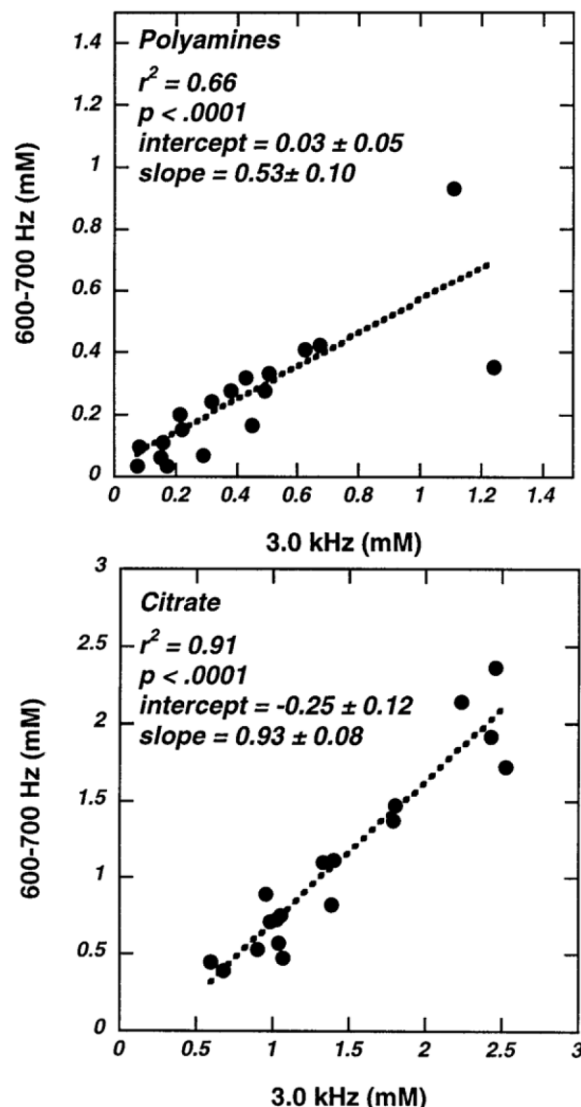 Polyamines
r² = 0.66
p < .0001
intercept = 0.03 ± 0.05
slope = 0.53± 0.10
600-700 Hz (mM)
1.4
1.2
1
0.8
0.6
0.4
0.2
0
0 0.2 0.4 0.6 0.8 1 1.2 1.4
3.0 kHz (mM)
Citrate
r² = 0.91
p < .0001
intercept = -0.25 ± 0.12
slope = 0.93 ± 0.08
600-700 Hz (mM)
3
2.5
2
1.5
1
0.5
0
0 0.5 1 1.5 2 2.5 3
3.0 kHz (mM)